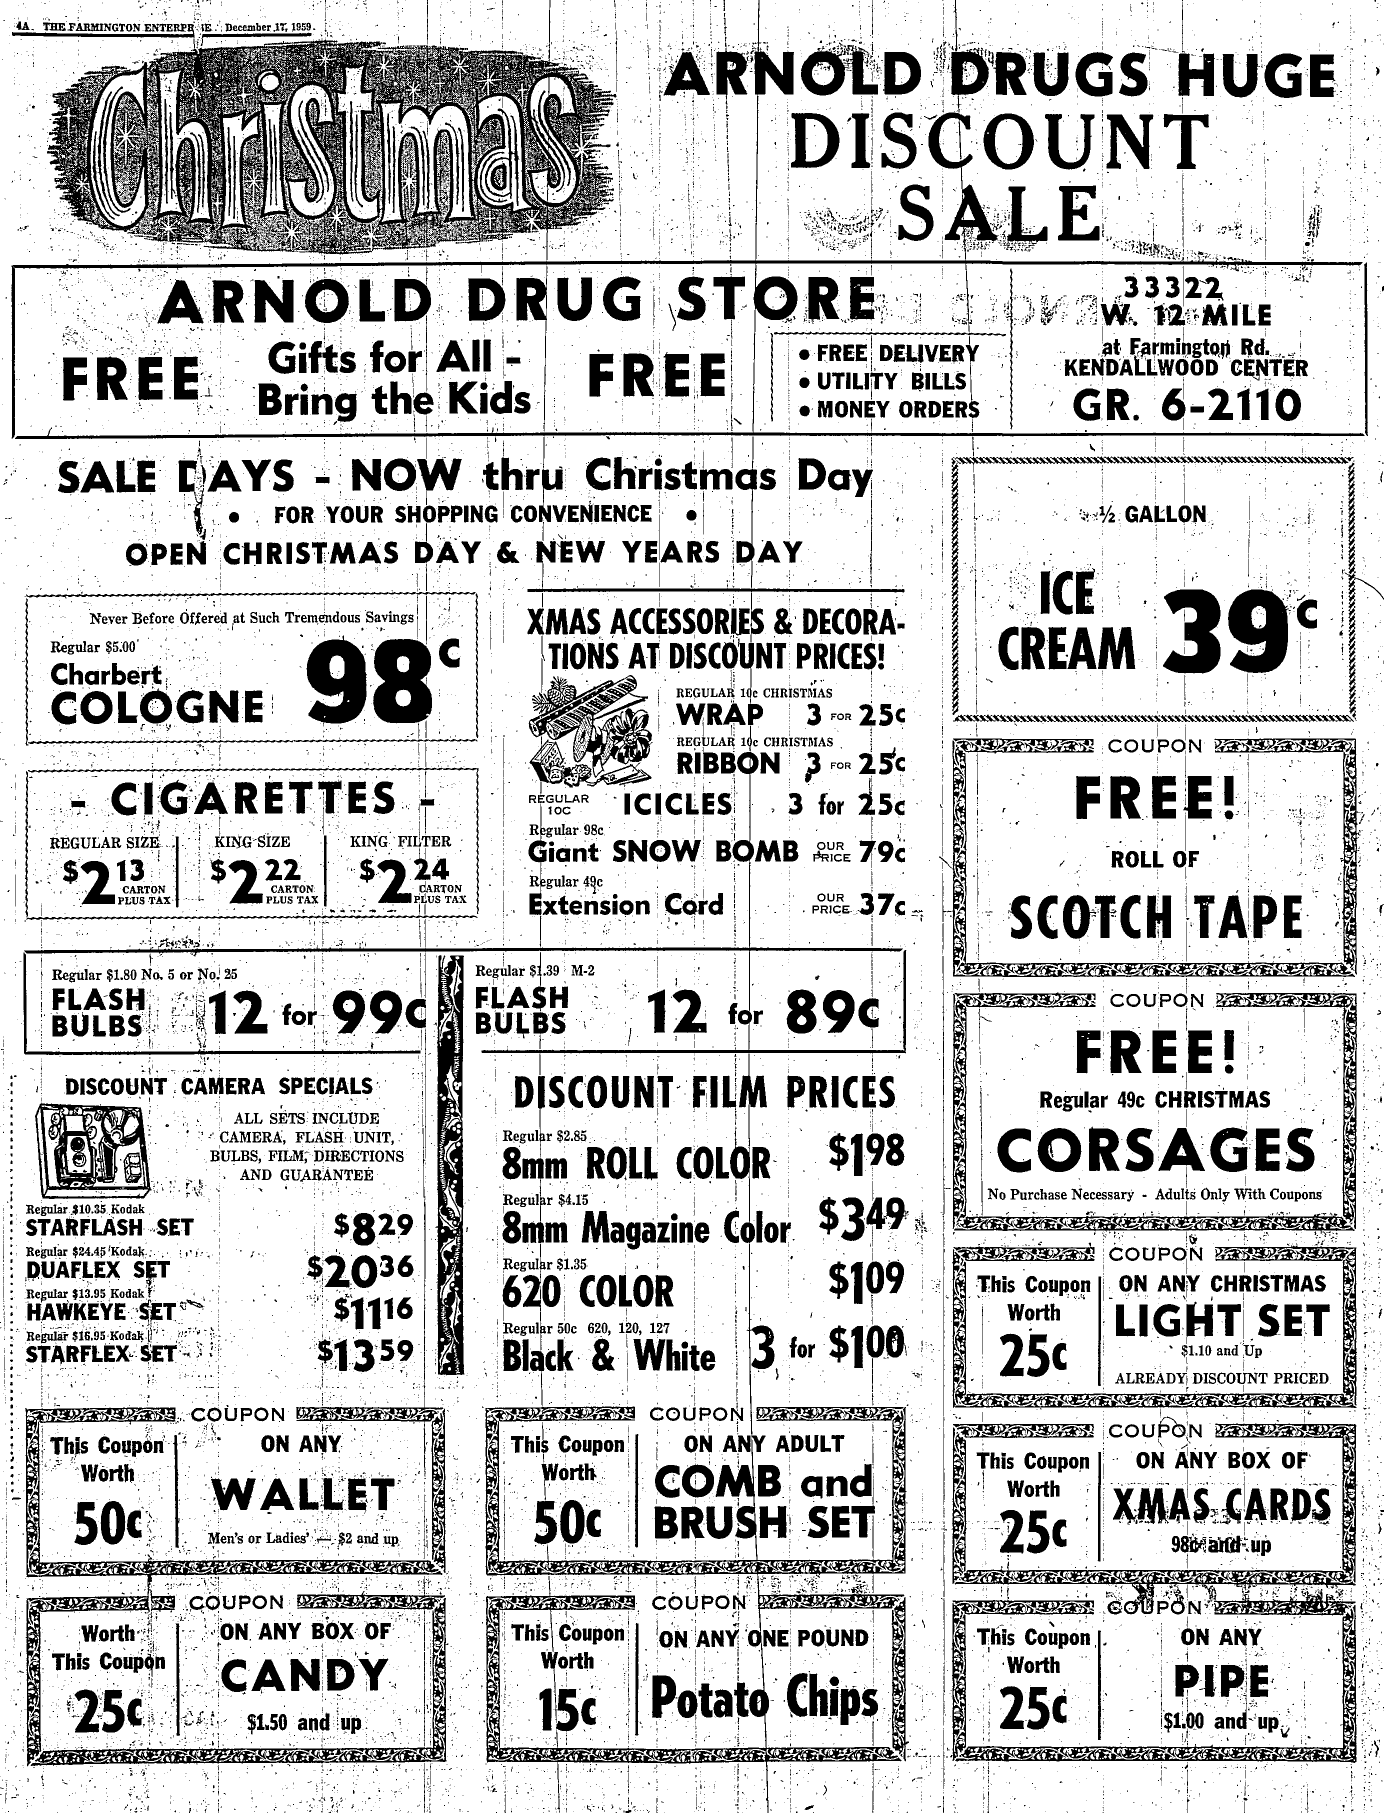 4A THE FARMINGTON ENTERPRISE December 17, 1959
Christmas
ARNOLD DRUGS HUGE
DISCOUNT
SALE
ARNOLD DRUG STORE
FREE
Gifts for All -
Bring the Kids
FREE
• FREE DELIVERY
• UTILITY BILLS
• MONEY ORDERS
33322
W. 12 MILE
at Farmington Rd.
KENDALLWOOD CENTER
GR. 6-2110
SALE DAYS - NOW thru Christmas Day
• FOR YOUR SHOPPING CONVENIENCE •
OPEN CHRISTMAS DAY & NEW YEARS DAY
½ GALLON
ICE
CREAM 39c
Never Before Offered at Such Tremendous Savings
Regular $5.00
Charbert
COLOGNE
98c
- CIGARETTES -
REGULAR SIZE
$2 13
CARTON
PLUS TAX
KING SIZE
$2 22
CARTON
PLUS TAX
KING FILTER
$2 24
CARTON
PLUS TAX
XMAS ACCESSORIES & DECORA-
TIONS AT DISCOUNT PRICES!
REGULAR 10c CHRISTMAS
WRAP 3 FOR 25c
REGULAR 10c CHRISTMAS
RIBBON 3 FOR 25c
REGULAR
10C
ICICLES 3 for 25c
Regular 98c
Giant SNOW BOMB OUR PRICE 79c
Regular 49c
Extension Cord OUR PRICE 37c
COUPON
FREE!
ROLL OF
SCOTCH TAPE
Regular $1.80 No. 5 or No. 25
FLASH
BULBS
12 for 99c
Regular $1.39 M-2
FLASH
BULBS
12 for 89c
COUPON
FREE!
Regular 49c CHRISTMAS
CORSAGES
No Purchase Necessary - Adults Only With Coupons
DISCOUNT CAMERA SPECIALS
ALL SETS INCLUDE
CAMERA, FLASH UNIT,
BULBS, FILM, DIRECTIONS
AND GUARANTEE
Regular $10.35 Kodak
STARFLASH SET $8 29
Regular $24.45 Kodak
DUAFLEX SET $20 36
Regular $13.95 Kodak
HAWKEYE SET $11 16
Regular $16.95 Kodak
STARFLEX SET $13 59
DISCOUNT FILM PRICES
Regular $2.85
8mm ROLL COLOR $1 98
Regular $4.15
8mm Magazine Color $3 49
Regular $1.35
620 COLOR $1 09
Regular 50c 620, 120, 127
Black & White 3 for $1 00
COUPON
This Coupon
Worth
25c
ON ANY CHRISTMAS
LIGHT SET
$1.10 and Up
ALREADY DISCOUNT PRICED
COUPON
This Coupon
Worth
50c
ON ANY
WALLET
Men's or Ladies' — $2 and up
COUPON
This Coupon
Worth
50c
ON ANY ADULT
COMB and
BRUSH SET
COUPON
This Coupon
Worth
25c
ON ANY BOX OF
XMAS CARDS
98c and up
COUPON
Worth
This Coupon
25c
ON ANY BOX OF
CANDY
$1.50 and up
COUPON
This Coupon
Worth
15c
ON ANY ONE POUND
Potato Chips
COUPON
This Coupon
Worth
25c
ON ANY
PIPE
$1.00 and up